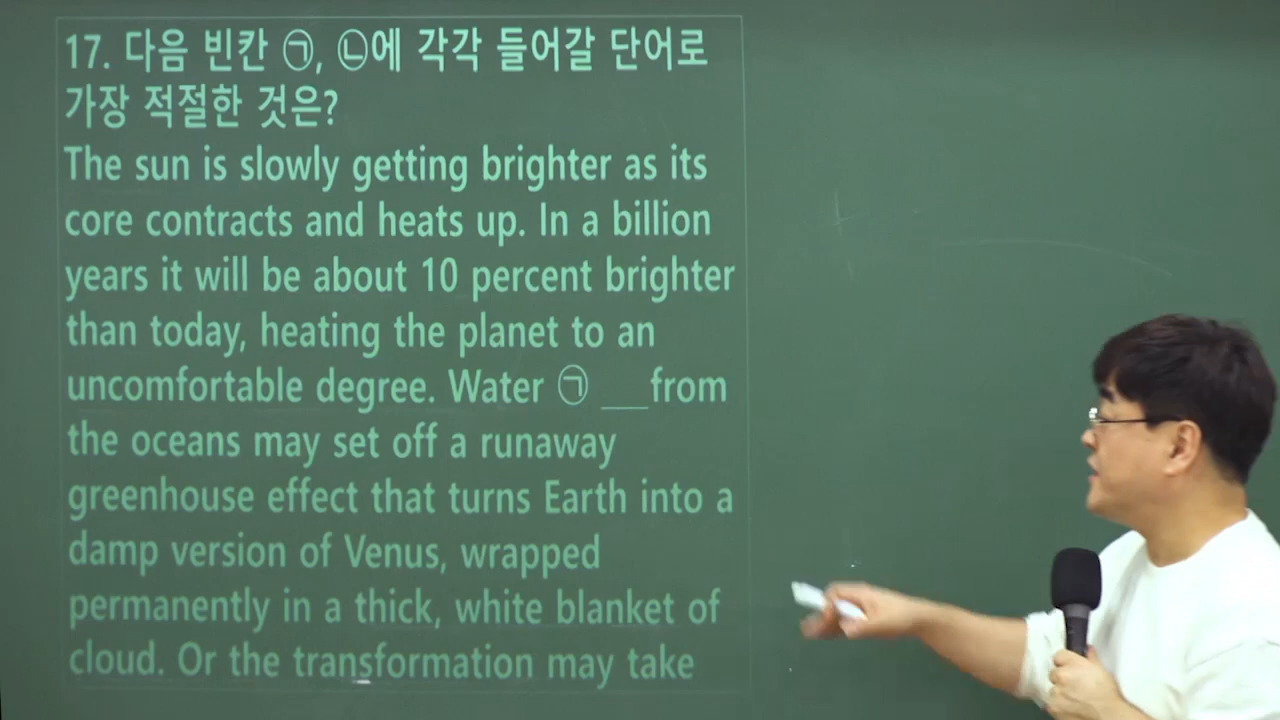 17. 다음 빈칸 ㉠, ㉡에 각각 들어갈 단어로
가장 적절한 것은?
The sun is slowly getting brighter as its
core contracts and heats up. In a billion
years it will be about 10 percent brighter
than today, heating the planet to an
uncomfortable degree. Water ㉠ ___from
the oceans may set off a runaway
greenhouse effect that turns Earth into a
damp version of Venus, wrapped
permanently in a thick, white blanket of
cloud. Or the transformation may take